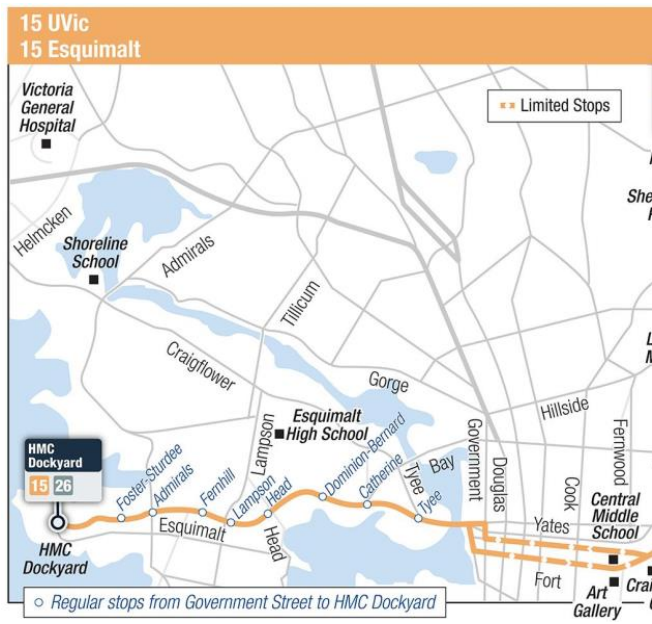 15 UVic
15 Esquimalt
Victoria
General
Hospital
Limited Stops
Helmcken
Shoreline
School
Admirals
Tillicum
Craigflower
Gorge
Hillside
Esquimalt
High School
Lampson
Dominion-Bernard
Government
Douglas
Cook
Fernwood
Bay
Tyee
HMC
Dockyard
15 26
Foster-Sturdee
Admirals
Fernhill
Lampson
Head
Catherine
Tyee
Esquimalt
Head
HMC
Dockyard
Yates
Fort
Central
Middle
School
Art
Gallery
Regular stops from Government Street to HMC Dockyard